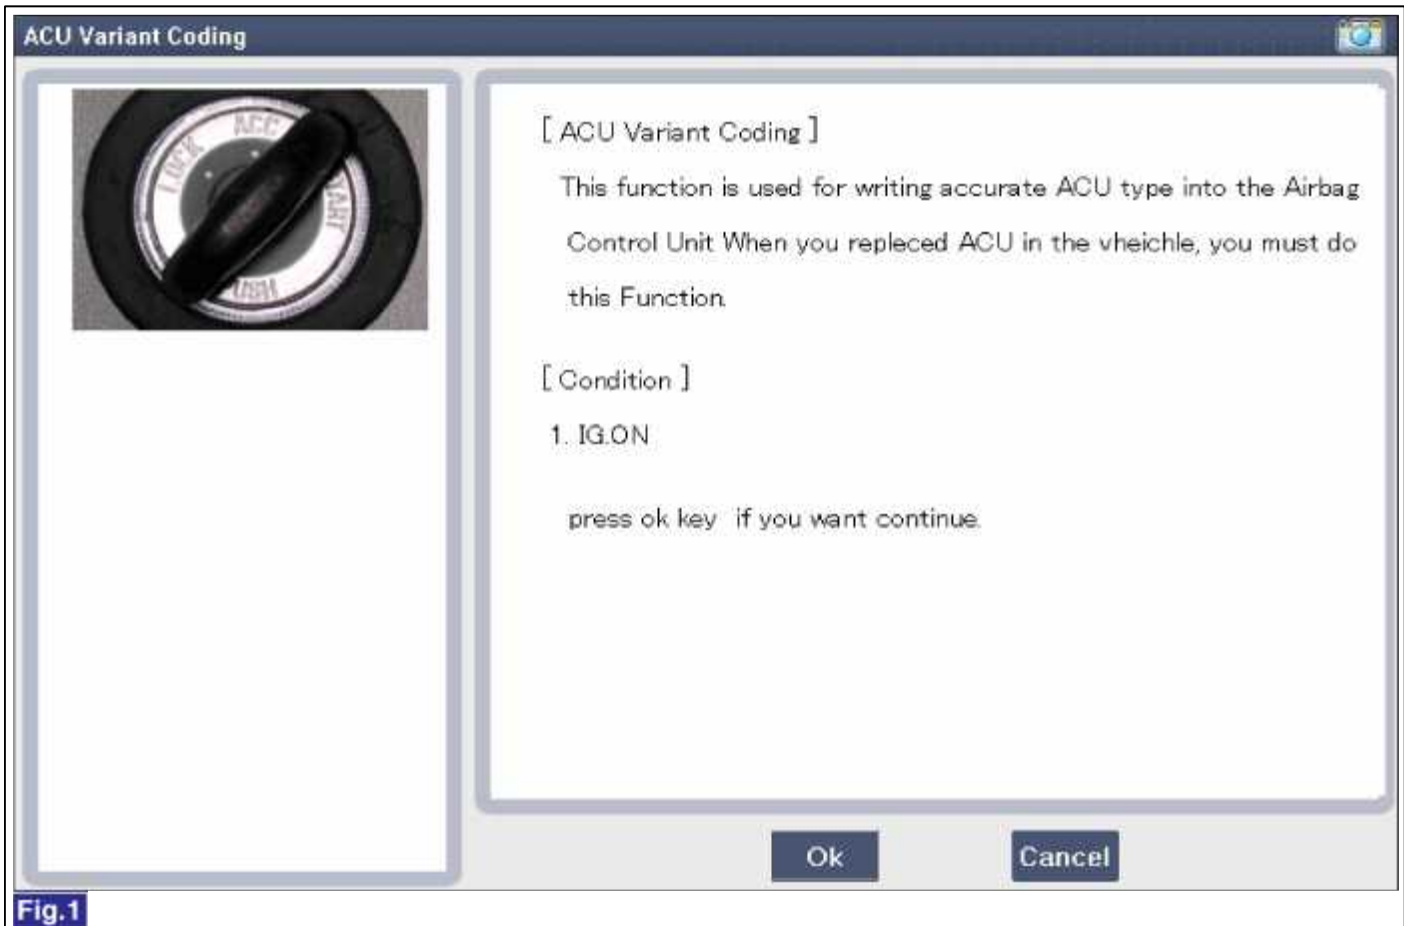 ACU Variant Coding
LOCK
ACC
START
PUSH
[ ACU Variant Coding ]
This function is used for writing accurate ACU type into the Airbag
Control Unit When you repleced ACU in the vheichle, you must do
this Function.
[ Condition ]
1. IG.ON
press ok key if you want continue.
Ok
Cancel
Fig.1